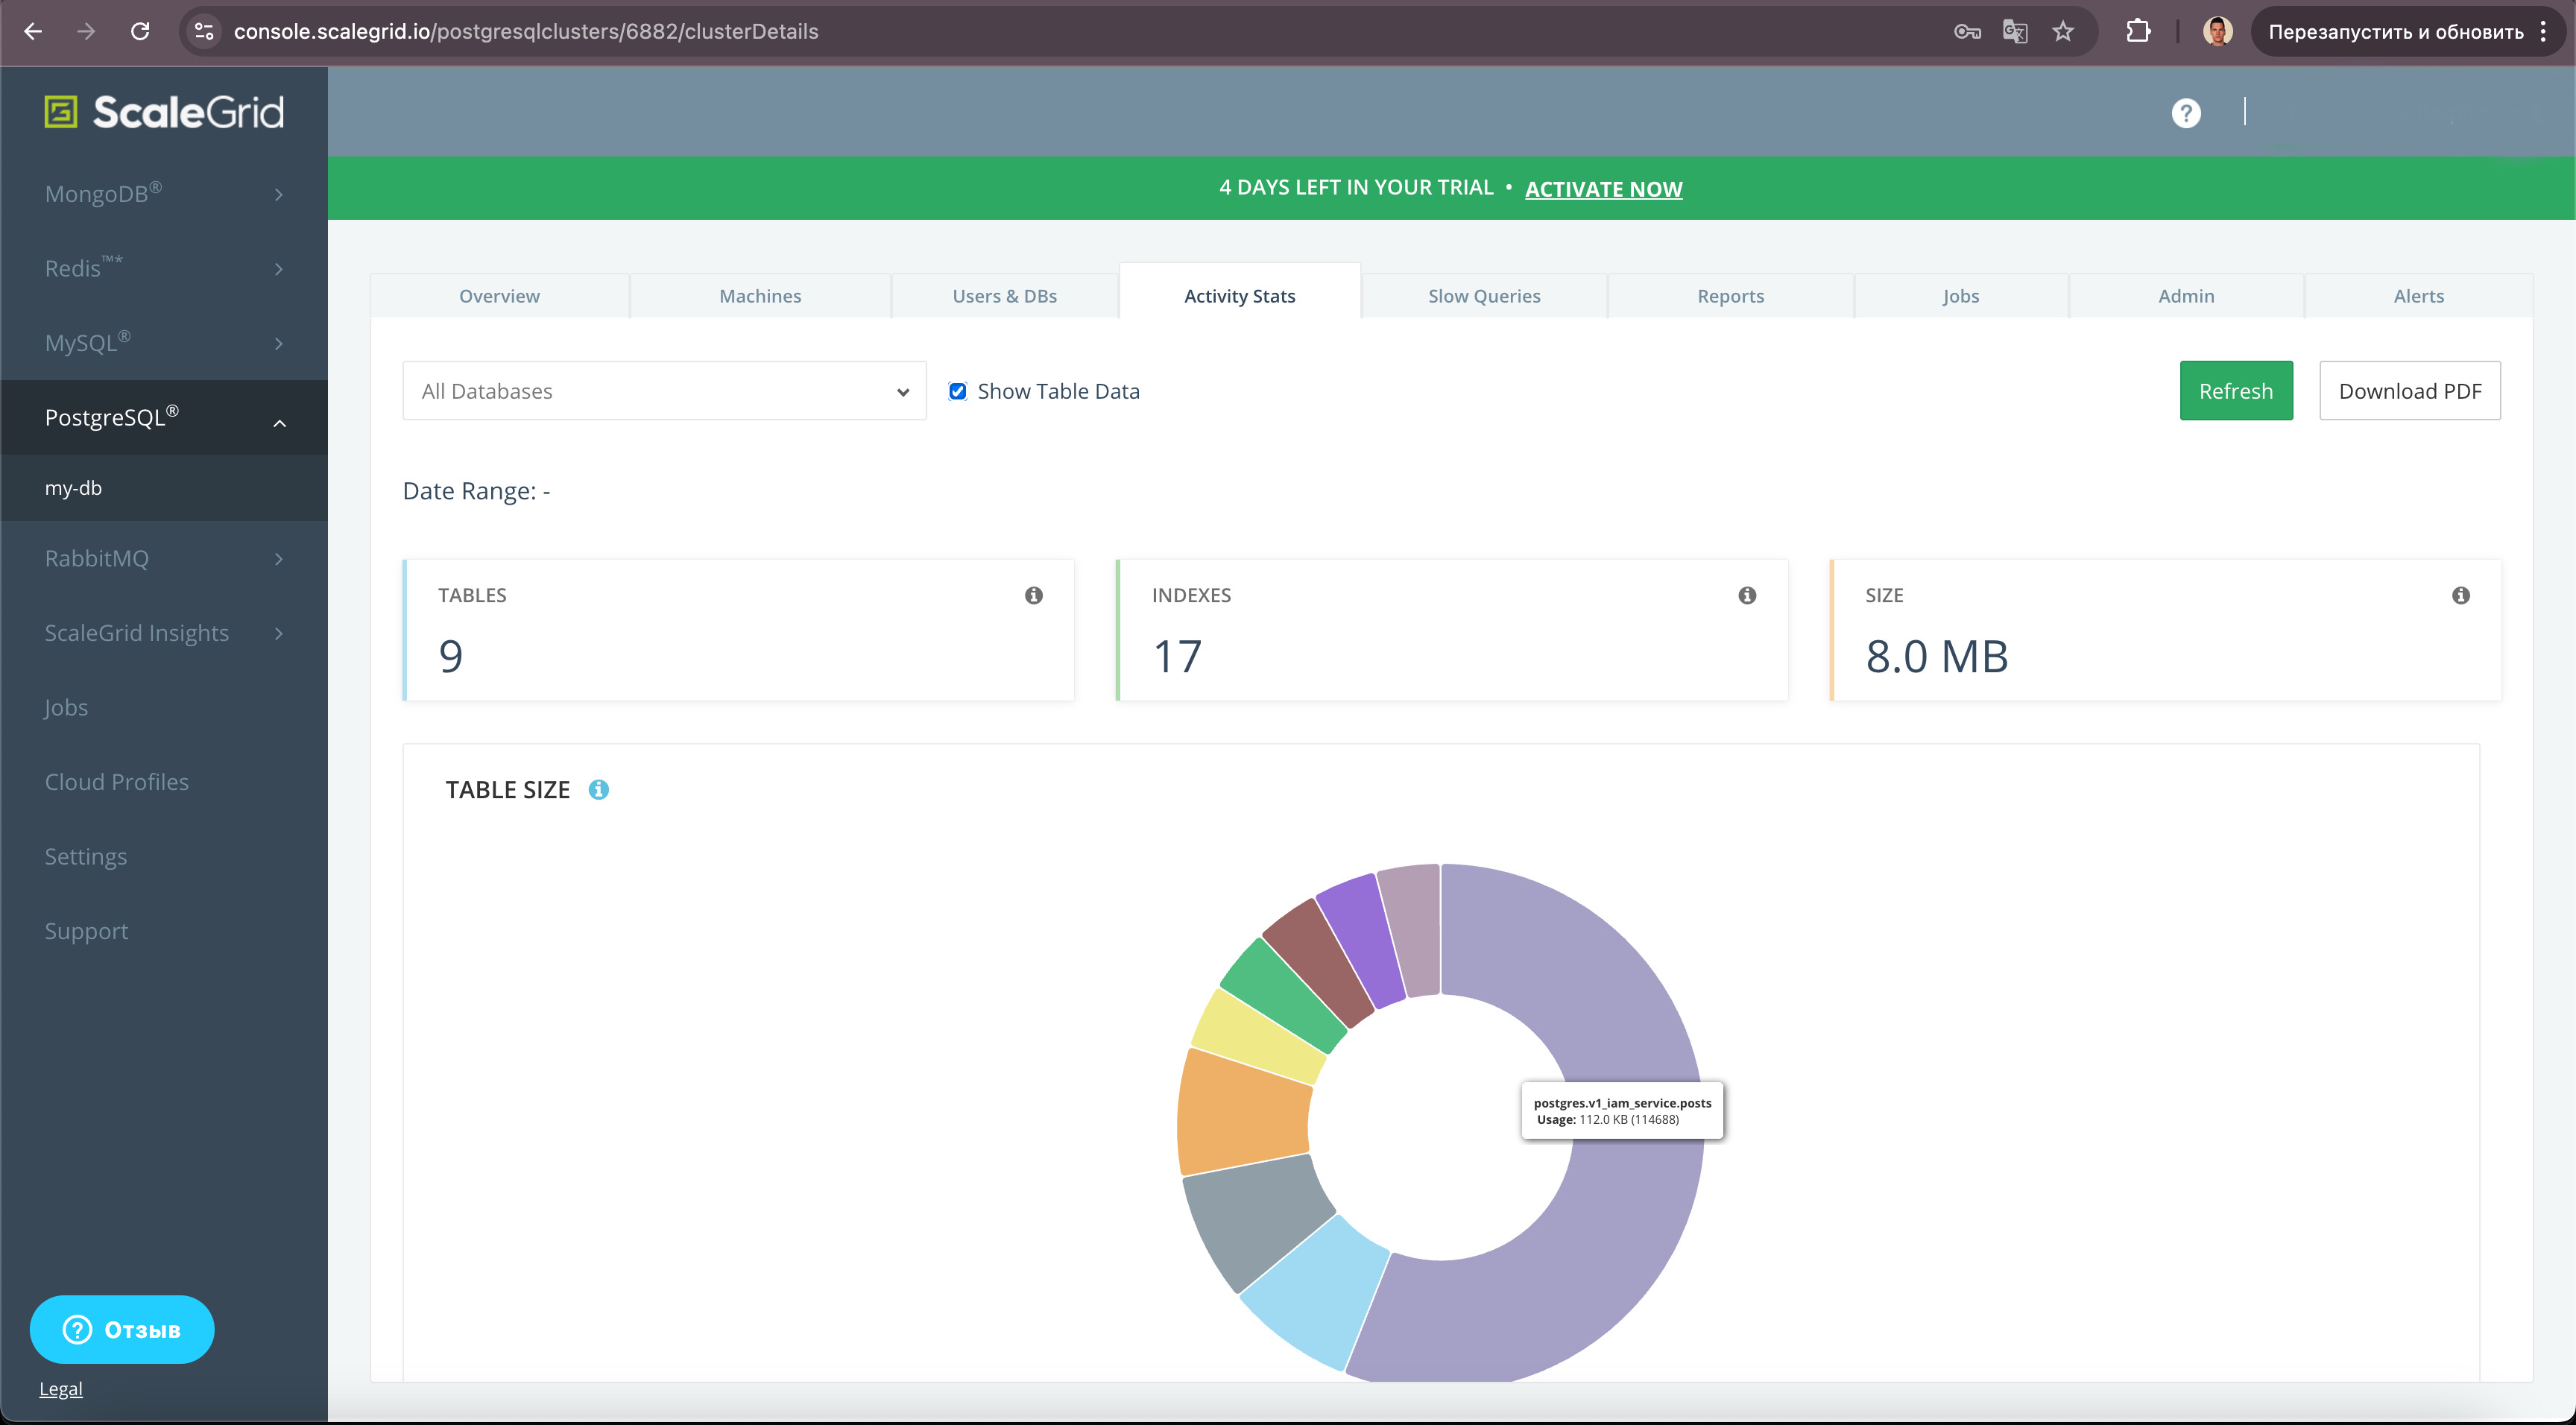 console.scalegrid.io/postgresqlclusters/6882/clusterDetails
Перезапустить и обновить
ScaleGrid
4 DAYS LEFT IN YOUR TRIAL • ACTIVATE NOW
MongoDB®
Redis™*
MySQL®
PostgreSQL®
my-db
RabbitMQ
ScaleGrid Insights
Jobs
Cloud Profiles
Settings
Support
Отзыв
Legal
Overview
Machines
Users & DBs
Activity Stats
Slow Queries
Reports
Jobs
Admin
Alerts
All Databases
Show Table Data
Refresh
Download PDF
Date Range: -
TABLES
9
INDEXES
17
SIZE
8.0 MB
TABLE SIZE
postgres.v1_iam_service.posts
Usage: 112.0 KB (114688)